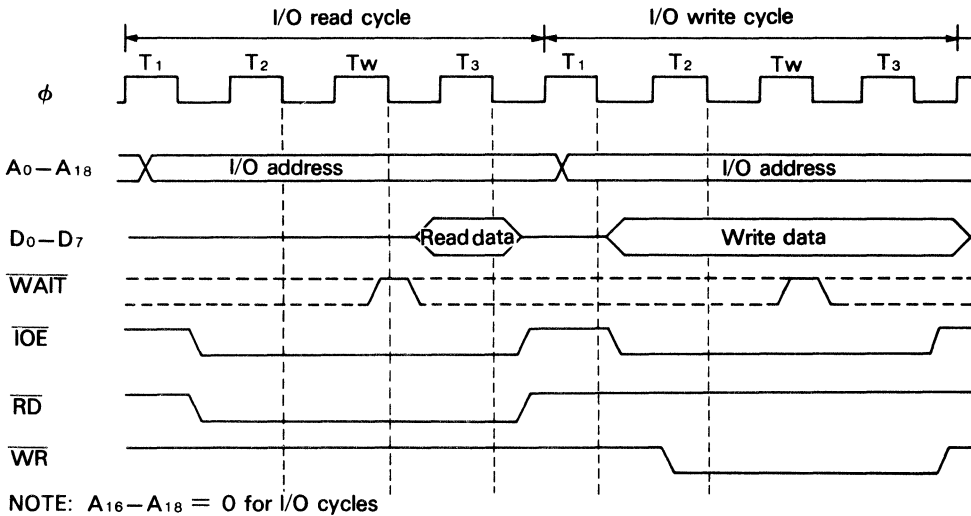 I/O read cycle I/O write cycle
T1 T2 Tw T3 T1 T2 Tw T3
ϕ
A0–A18 I/O address I/O address
D0–D7 Read data Write data
WAIT
IOE
RD
WR
NOTE: A16–A18 = 0 for I/O cycles